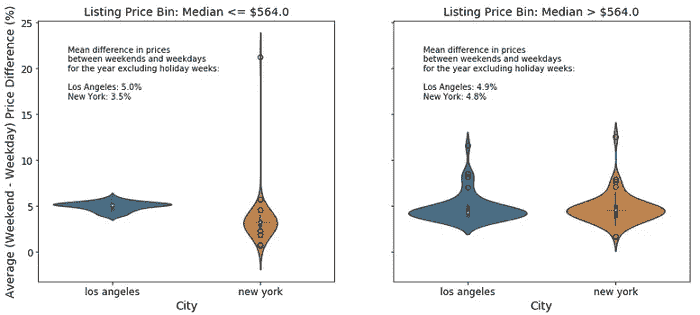 Listing Price Bin: Median <= $564.0
Listing Price Bin: Median > $564.0
Average (Weekend - Weekday) Price Difference (%)
25
20
15
10
5
0
Mean difference in prices
between weekends and weekdays
for the year excluding holiday weeks:
Los Angeles: 5.0%
New York: 3.5%
Mean difference in prices
between weekends and weekdays
for the year excluding holiday weeks:
Los Angeles: 4.9%
New York: 4.8%
los angeles
new york
los angeles
new york
City
City